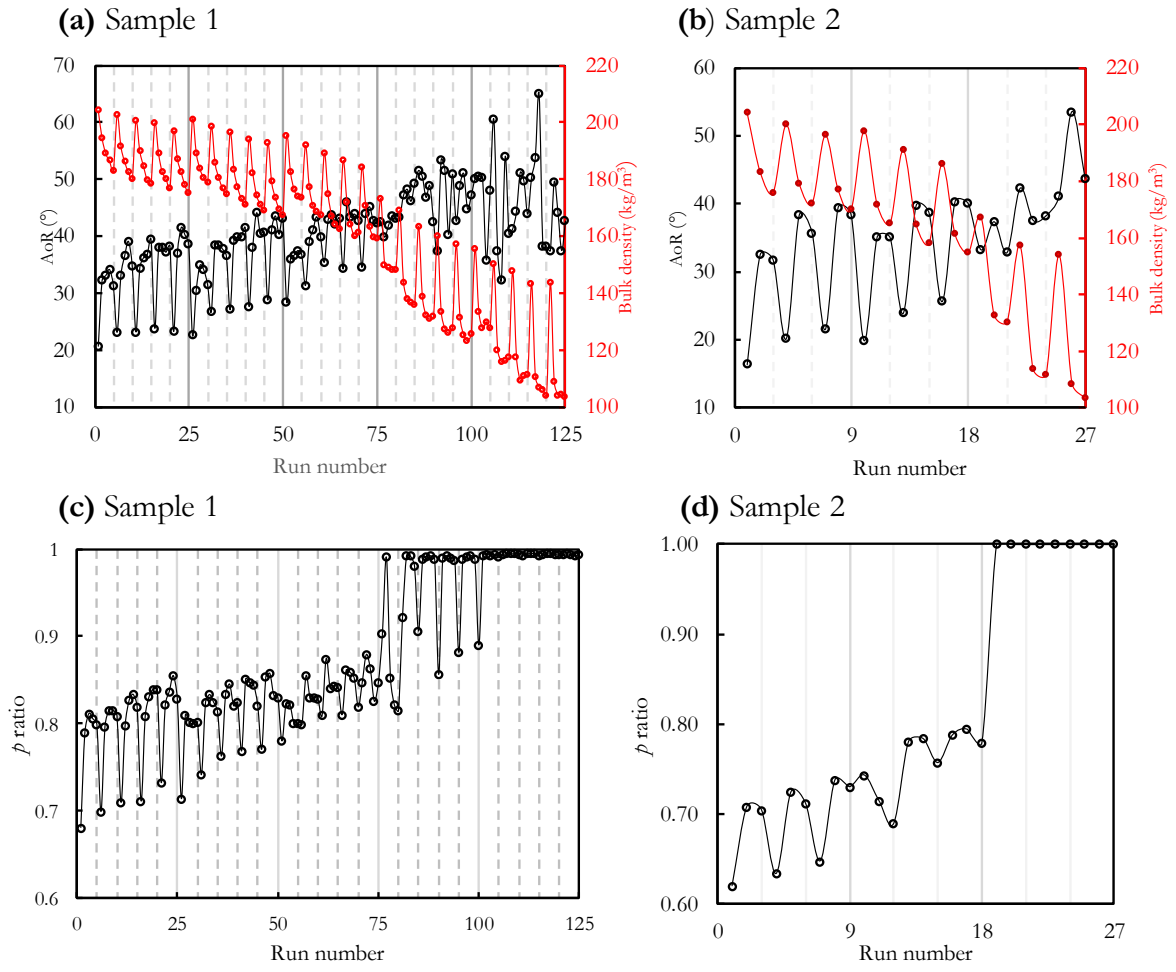 (a) Sample 1
70
60
50
40
30
20
10
AoR (°)
220
200
180
160
140
120
100
Bulk density (kg/m³)
0 25 50 75 100 125
Run number
(b) Sample 2
60
50
40
30
20
10
AoR (°)
220
200
180
160
140
120
100
Bulk density (kg/m³)
0 9 18 27
Run number
(c) Sample 1
1
0.9
0.8
0.7
0.6
p ratio
0 25 50 75 100 125
Run number
(d) Sample 2
1.00
0.90
0.80
0.70
0.60
p ratio
0 9 18 27
Run number